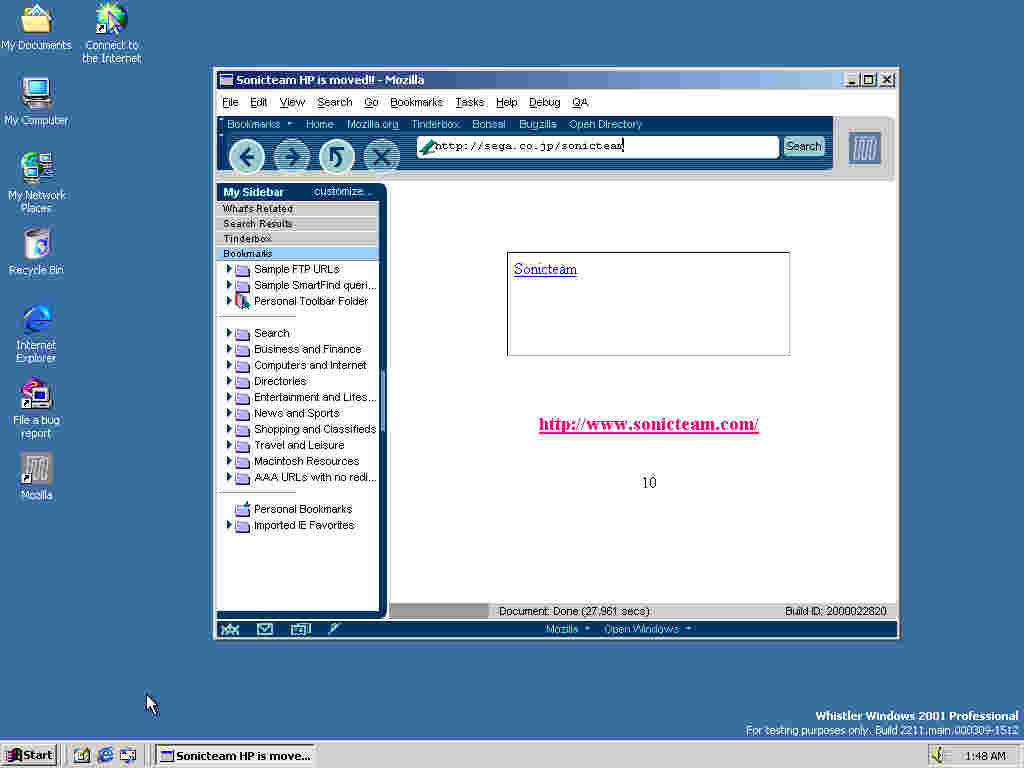 My Documents
Connect to
the Internet
My Computer
My Network
Places
Recycle Bin
Internet
Explorer
File a bug
report
Mozilla
Sonicteam HP is moved!! - Mozilla
File Edit View Search Go Bookmarks Tasks Help Debug QA
Bookmarks Home Mozilla.org Tinderbox Bonsai Bugzilla Open Directory
http://sega.co.jp/sonicteam
Search
My Sidebar customize...
What's Related
Search Results
Tinderbox
Bookmarks
Sample FTP URLs
Sample SmartFind queri...
Personal Toolbar Folder
Search
Business and Finance
Computers and Internet
Directories
Entertainment and Lifes...
News and Sports
Shopping and Classifieds
Travel and Leisure
Macintosh Resources
AAA URLs with no redi...
Personal Bookmarks
Imported IE Favorites
Sonicteam
http://www.sonicteam.com/
10
Document: Done (27.961 secs)
Build ID: 2000022820
Mozilla Open Windows
Whistler Windows 2001 Professional
For testing purposes only. Build 2211.main.000309-1512
Start
Sonicteam HP is move...
1:48 AM